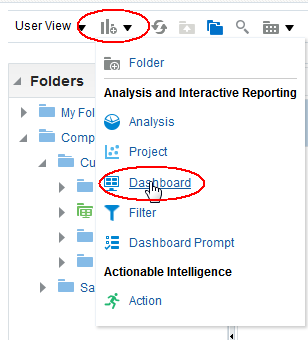 User View
Folder
Folders
Analysis and Interactive Reporting
My Fol
Analysis
Comp
Project
Cu
Dashboard
Filter
Dashboard Prompt
Actionable Intelligence
Sa
Action